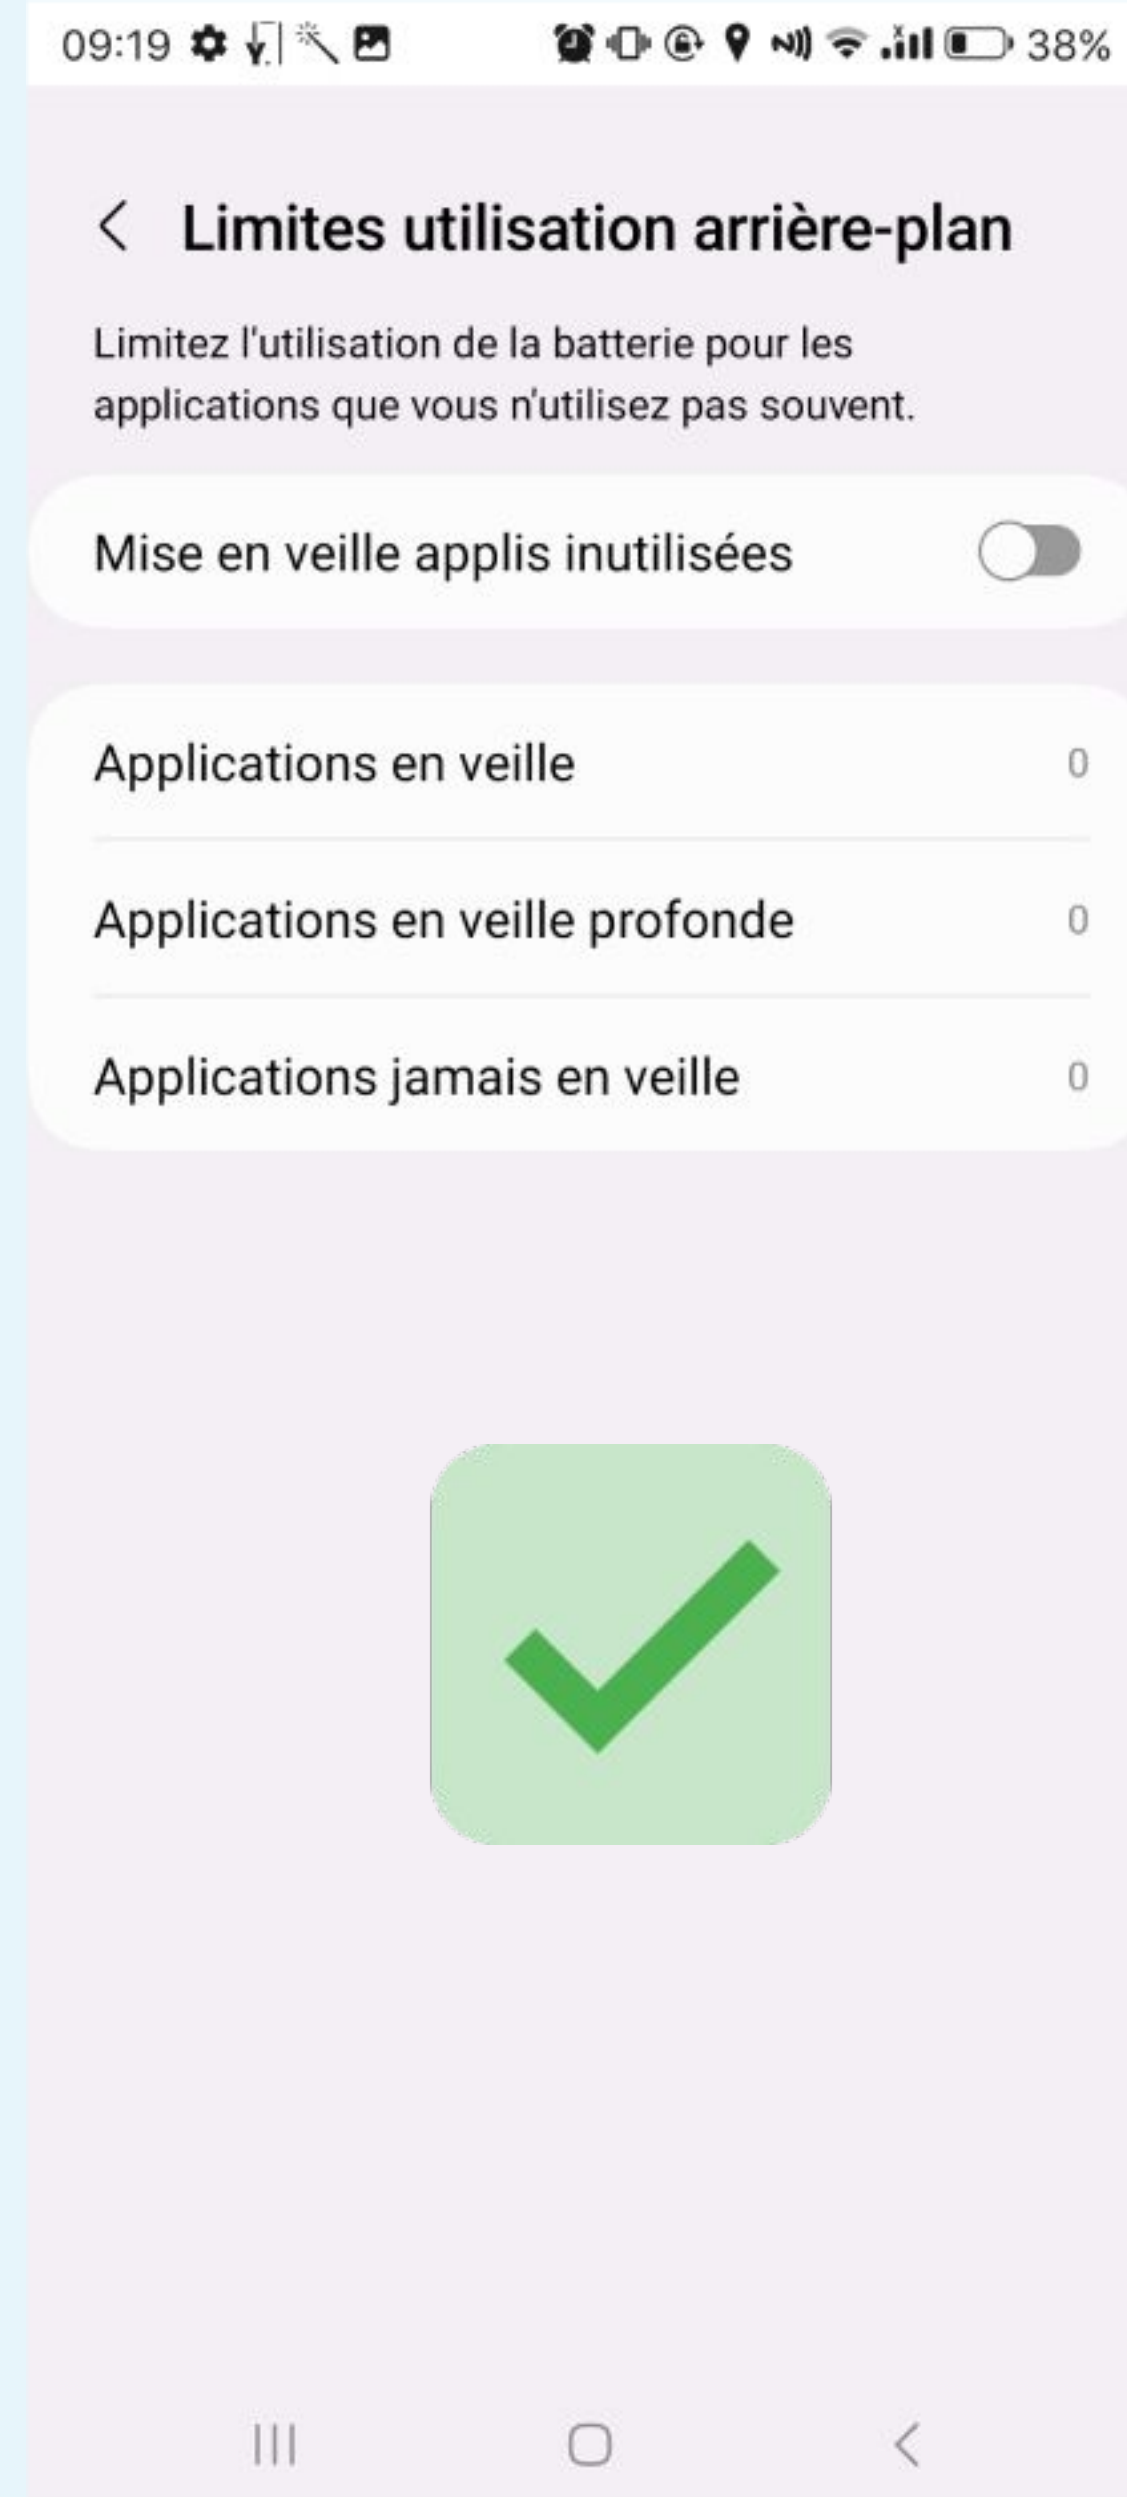 09:19 38%
Limites utilisation arrière-plan
Limitez l'utilisation de la batterie pour les
applications que vous n'utilisez pas souvent.
Mise en veille applis inutilisées
Applications en veille 0
Applications en veille profonde 0
Applications jamais en veille 0